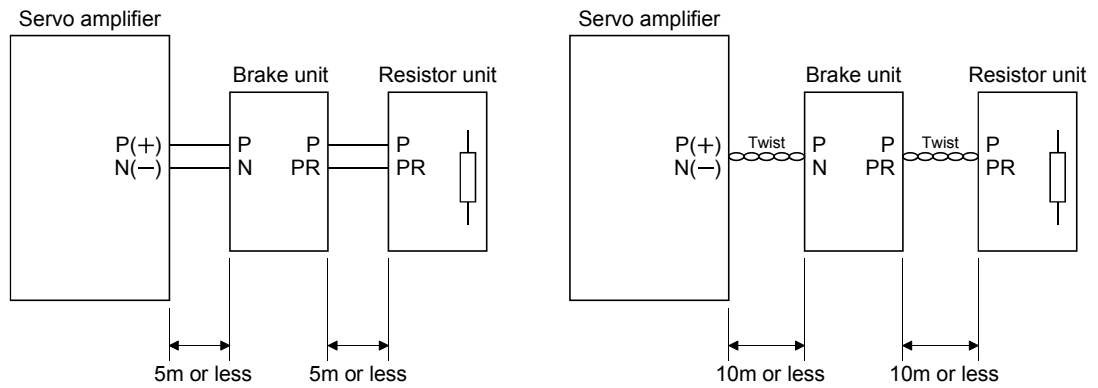 Servo amplifier
Brake unit
Resistor unit
P(+)
N(−)
P
N
P
PR
P
PR
5m or less
5m or less
Servo amplifier
Brake unit
Resistor unit
P(+)
N(−)
Twist
P
N
P
PR
Twist
P
PR
10m or less
10m or less